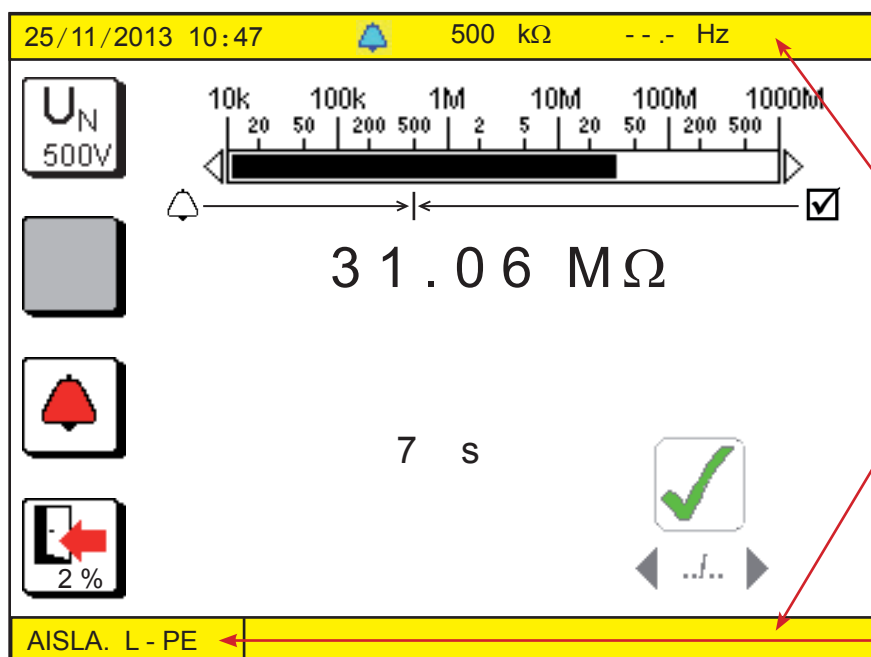 25/11/2013 10:47 500 kΩ - - .- Hz
UN
500V
10k 100k 1M 10M 100M 1000M
20 50 200 500 2 5 20 50 200 500
31.06 MΩ
7 s
2 %
../..
AISLA. L - PE